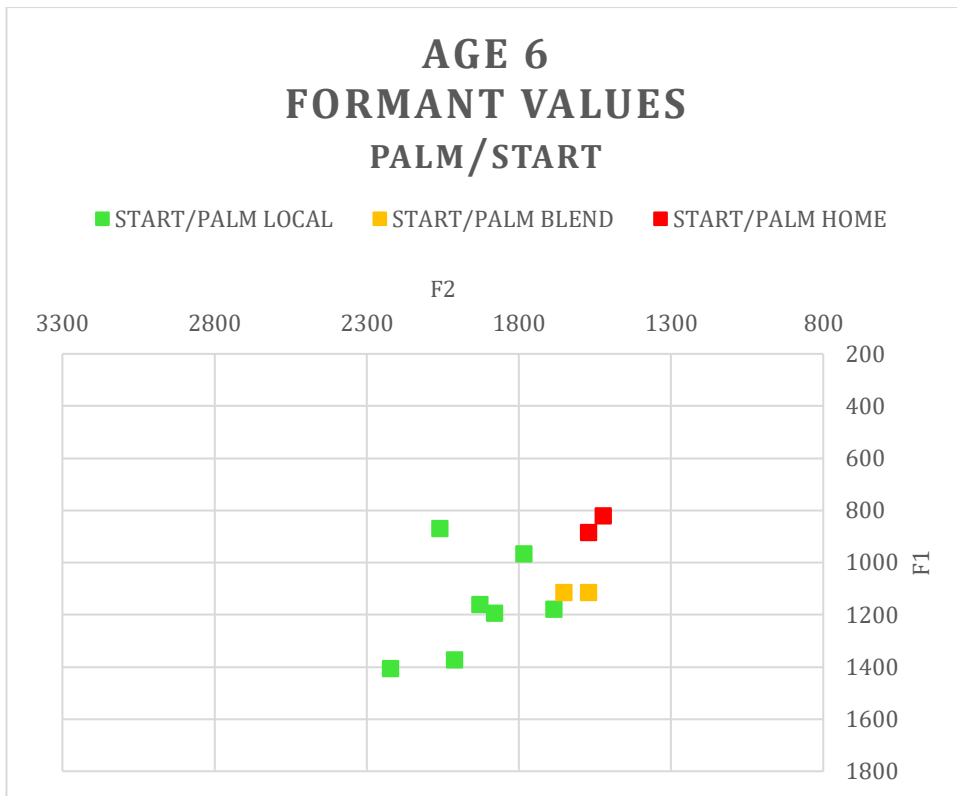 AGE 6
FORMANT VALUES
PALM/START
START/PALM LOCAL START/PALM BLEND START/PALM HOME
F2
3300 2800 2300 1800 1300 800
200
400
600
800
1000
F1
1200
1400
1600
1800